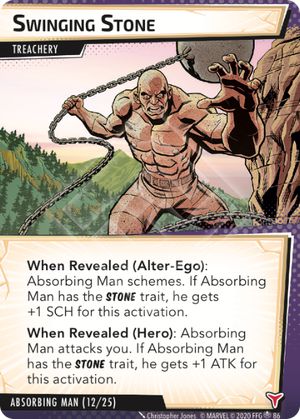 Swinging Stone
TREACHERY
When Revealed (Alter-Ego):
Absorbing Man schemes. If Absorbing
Man has the STONE trait, he gets
+1 SCH for this activation.
When Revealed (Hero): Absorbing
Man attacks you. If Absorbing Man
has the STONE trait, he gets +1 ATK for
this activation.
ABSORBING MAN (12/25)
Christopher Jones © MARVEL © 2020 FFG 86